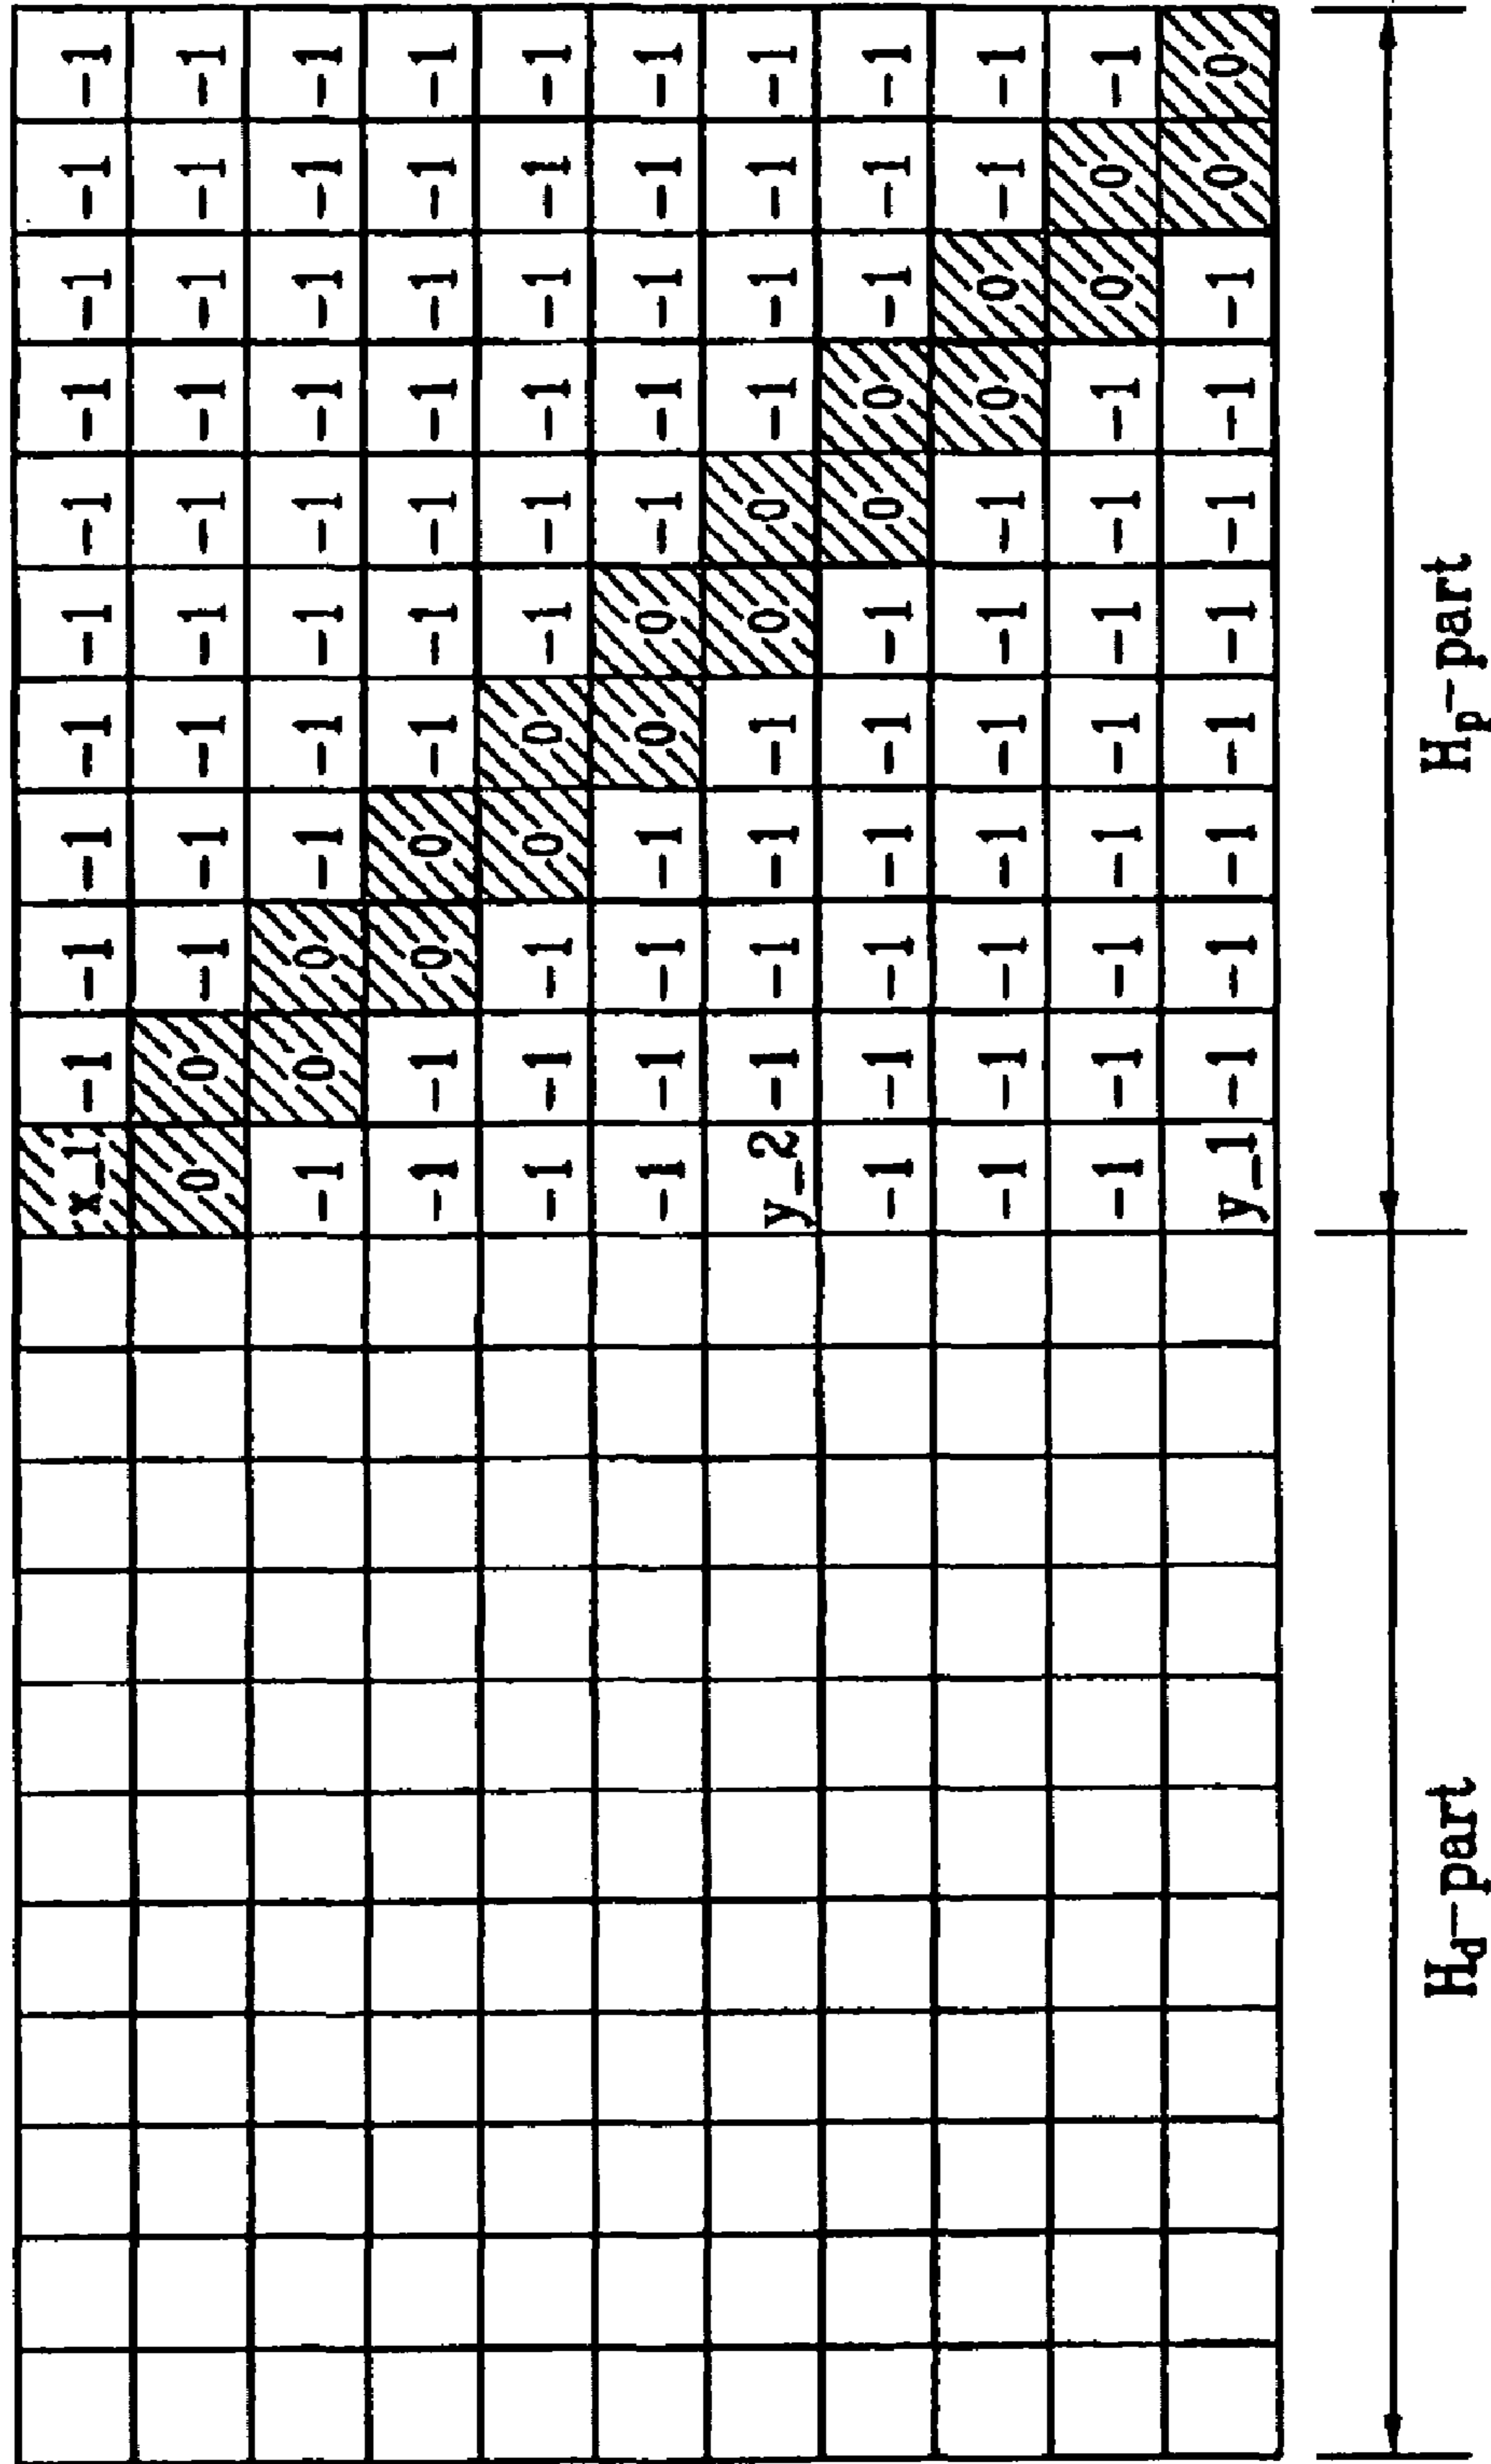 x_1 -1 -1 -1 -1 -1 -1 -1 -1 -1 -1
0 0 -1 -1 -1 -1 -1 -1 -1 -1 -1
-1 0 0 -1 -1 -1 -1 -1 -1 -1 -1
-1 -1 0 0 -1 -1 -1 -1 -1 -1 -1
-1 -1 -1 0 0 -1 -1 -1 -1 -1 -1
-1 -1 -1 -1 0 0 -1 -1 -1 -1 -1
y_2 -1 -1 -1 -1 0 0 -1 -1 -1 -1
-1 -1 -1 -1 -1 -1 0 0 -1 -1 -1
-1 -1 -1 -1 -1 -1 -1 0 0 -1 -1
-1 -1 -1 -1 -1 -1 -1 -1 0 0 -1
y_1 -1 -1 -1 -1 -1 -1 -1 -1 0 0
H_d-part H_p-part